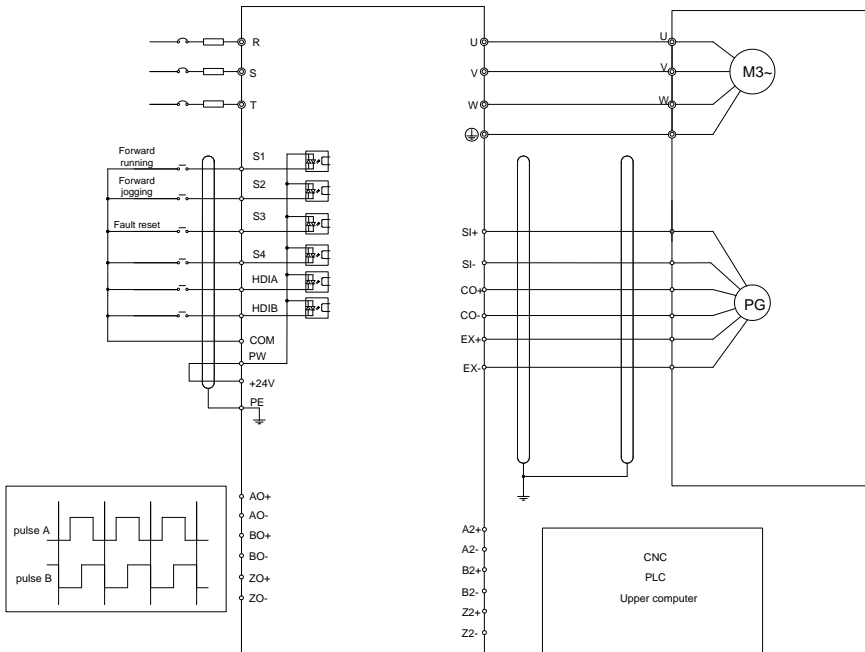 R
S
T
U
V
W
U
V
W
M3~
Forward
running
S1
Forward
jogging
S2
Fault reset
S3
S4
HDIA
HDIB
COM
PW
+24V
PE
SI+
SI-
CO+
CO-
EX+
EX-
PG
pulse A
pulse B
AO+
AO-
BO+
BO-
ZO+
ZO-
A2+
A2-
B2+
B2-
Z2+
Z2-
CNC
PLC
Upper computer